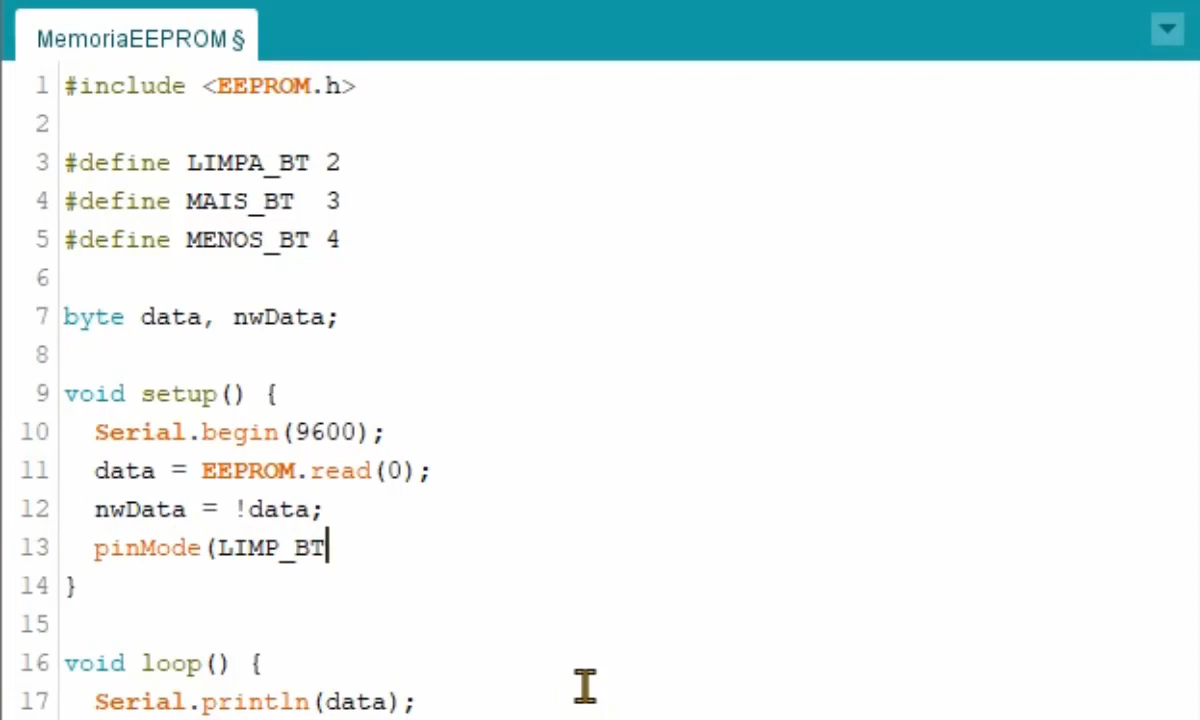 MemoriaEEPROM §
1 #include <EEPROM.h>
2
3 #define LIMPA_BT 2
4 #define MAIS_BT  3
5 #define MENOS_BT 4
6
7 byte data, nwData;
8
9 void setup() {
10   Serial.begin(9600);
11   data = EEPROM.read(0);
12   nwData = !data;
13   pinMode(LIMP_BT
14 }
15
16 void loop() {
17   Serial.println(data);